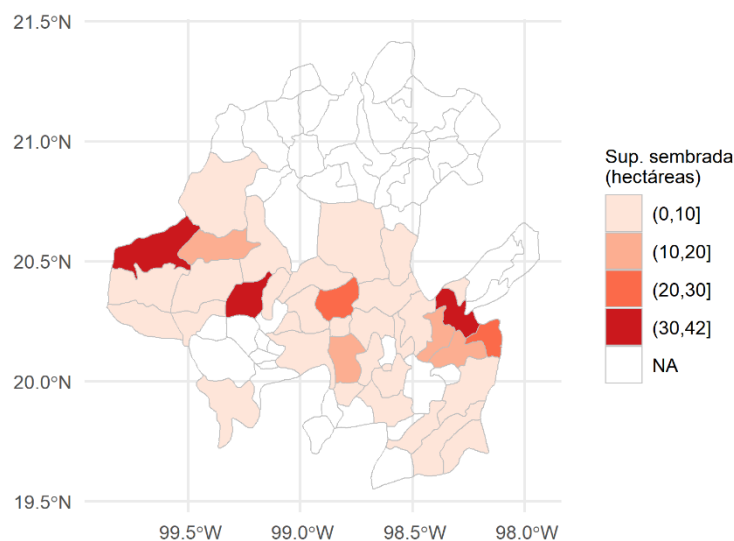 21.5°N
21.0°N
20.5°N
20.0°N
19.5°N
99.5°W
99.0°W
98.5°W
98.0°W
Sup. sembrada
(hectáreas)
(0,10]
(10,20]
(20,30]
(30,42]
NA